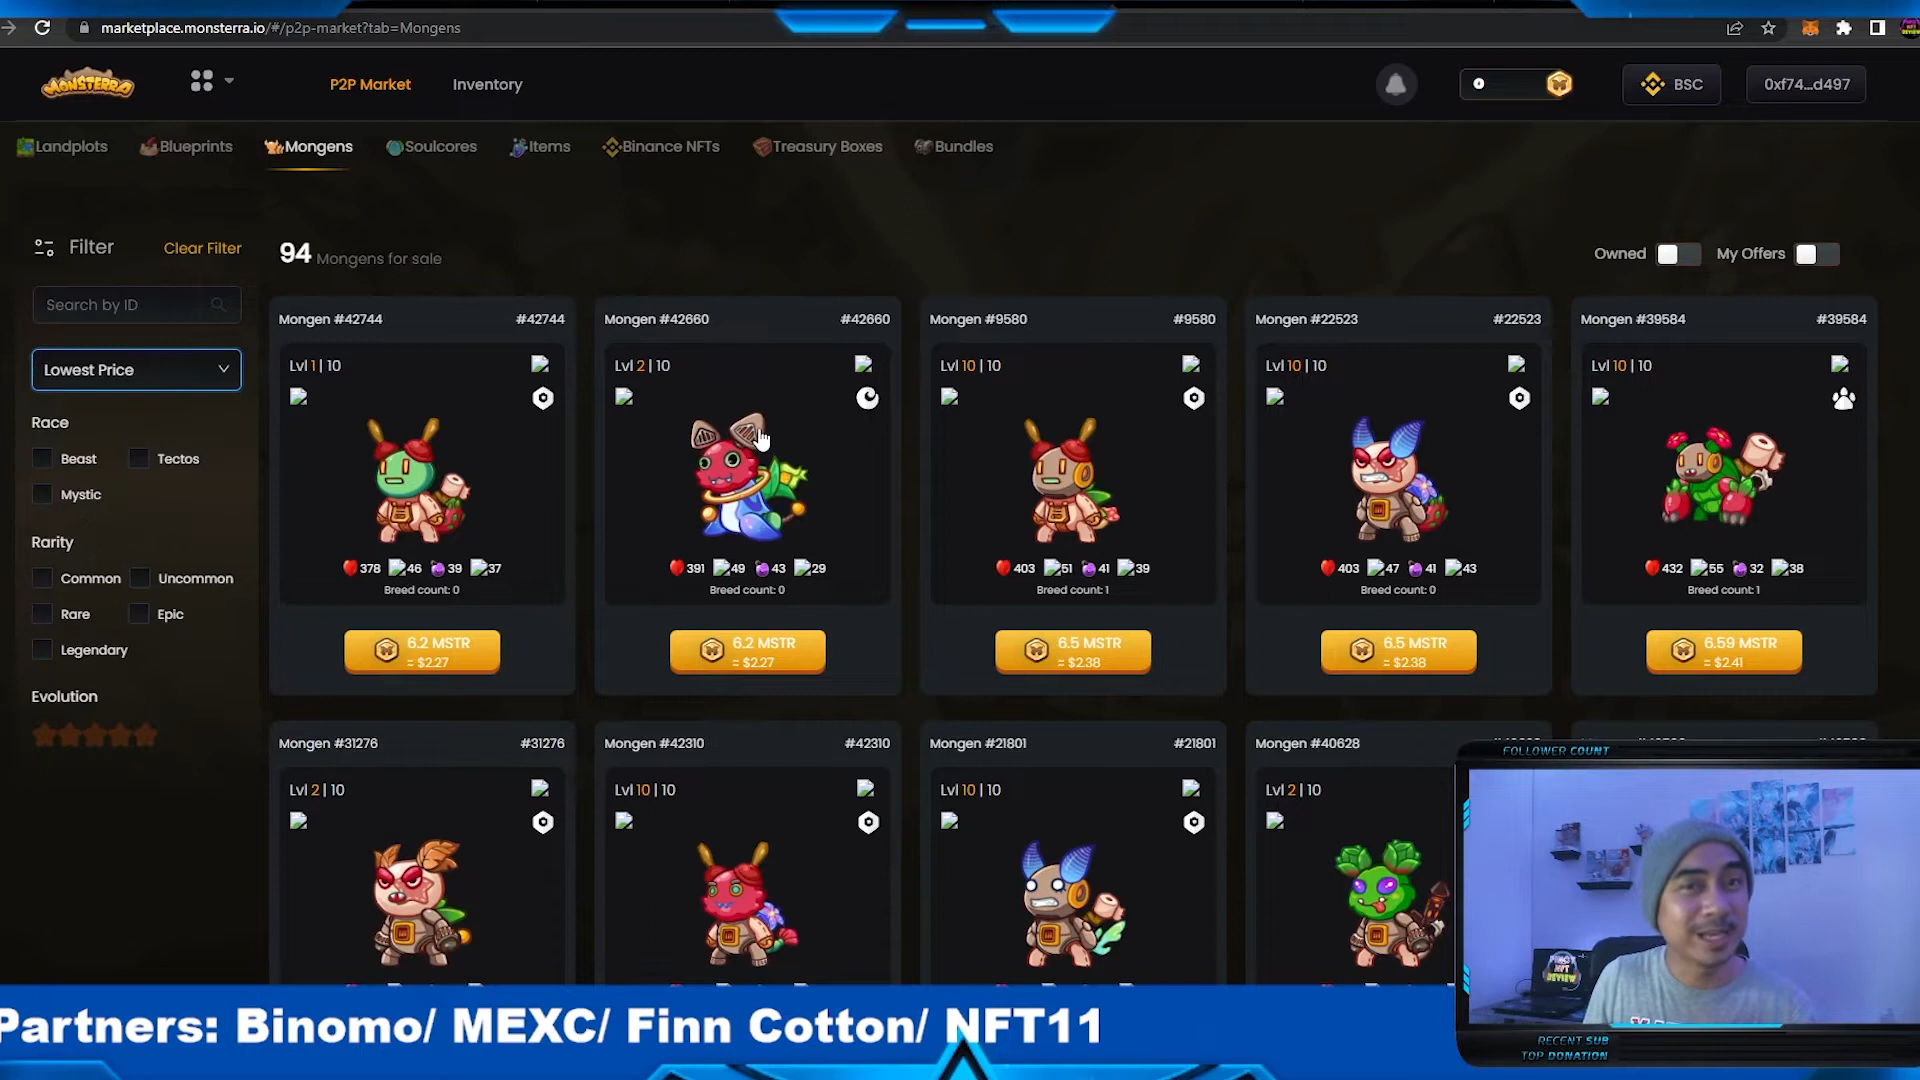 marketplace.monsterra.io/#/p2p-market?tab=Mongens
MONSTERRA
P2P Market
Inventory
0
BSC
0xf74...d497
Landplots
Blueprints
Mongens
Soulcores
Items
Binance NFTs
Treasury Boxes
Bundles
Filter
Clear Filter
94 Mongens for sale
Owned
My Offers
Search by ID
Lowest Price
Race
Beast
Tectos
Mystic
Rarity
Common
Uncommon
Rare
Epic
Legendary
Evolution
Mongen #42744 #42744
Lvl 1 | 10
378 46 39 37
Breed count: 0
6.2 MSTR
= $2.27
Mongen #42660 #42660
Lvl 2 | 10
391 49 43 29
Breed count: 0
6.2 MSTR
= $2.27
Mongen #9580 #9580
Lvl 10 | 10
403 51 41 39
Breed count: 1
6.5 MSTR
= $2.38
Mongen #22523 #22523
Lvl 10 | 10
403 47 41 43
Breed count: 0
6.5 MSTR
= $2.38
Mongen #39584 #39584
Lvl 10 | 10
432 55 32 38
Breed count: 1
6.59 MSTR
= $2.41
Mongen #31276 #31276
Lvl 2 | 10
Mongen #42310 #42310
Lvl 10 | 10
Mongen #21801 #21801
Lvl 10 | 10
Mongen #40628
Lvl 2 | 10
FOLLOWER COUNT
PINOY
NFT
REVIEW
RECENT SUB
TOP DONATION
Partners: Binomo/ MEXC/ Finn Cotton/ NFT11